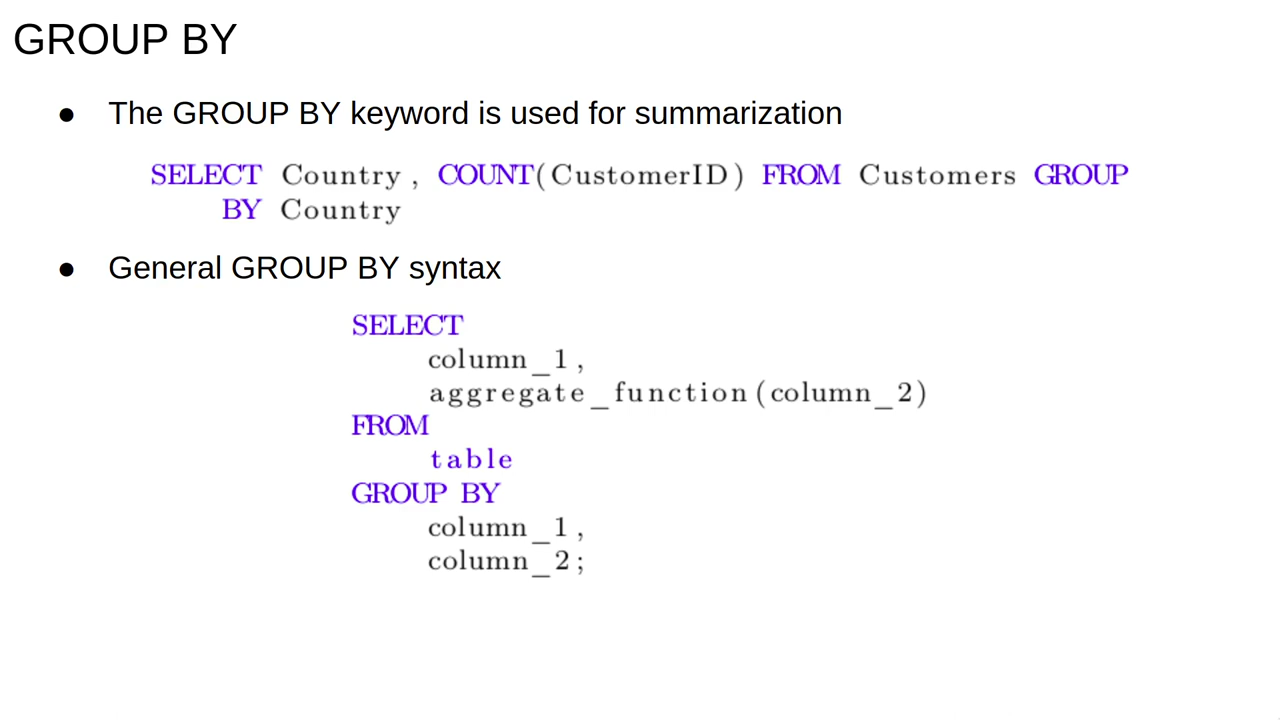 GROUP BY
● The GROUP BY keyword is used for summarization
SELECT Country, COUNT(CustomerID) FROM Customers GROUP
BY Country
● General GROUP BY syntax
SELECT
column_1,
aggregate_function(column_2)
FROM
table
GROUP BY
column_1,
column_2;